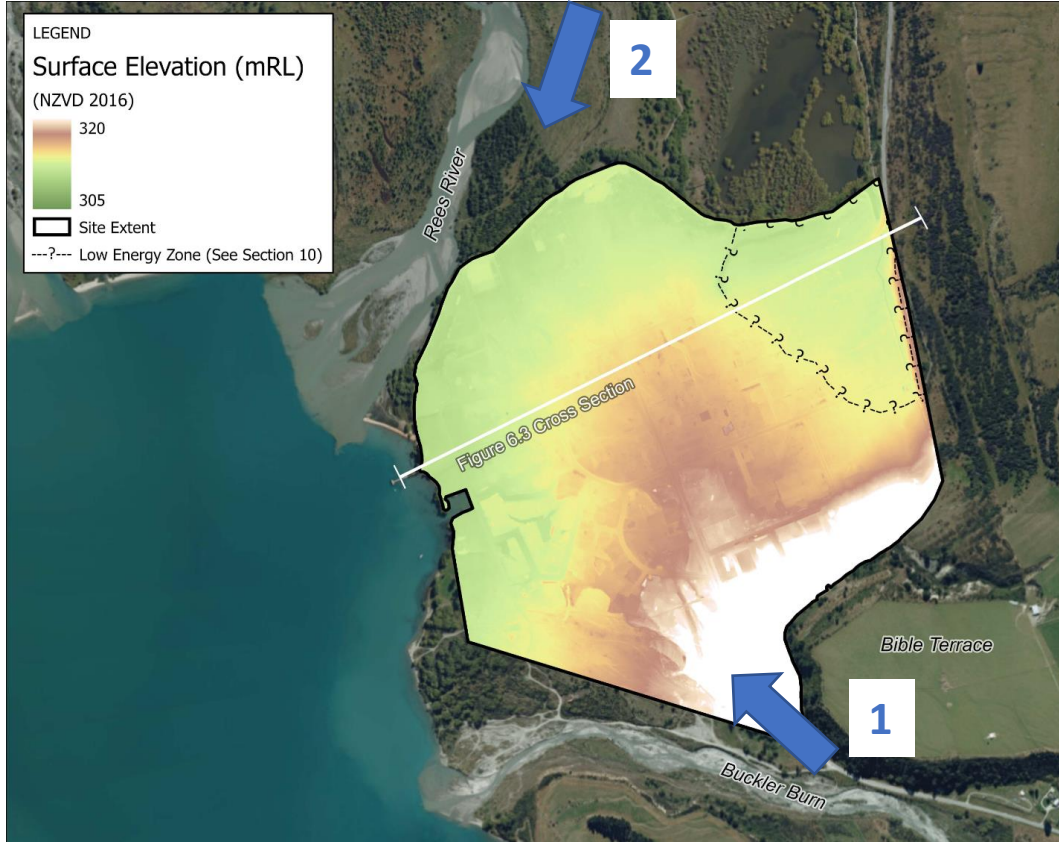 LEGEND
Surface Elevation (mRL)
(NZVD 2016)
320
305
Site Extent
---?--- Low Energy Zone (See Section 10)
2
Rees River
Figure 6.3 Cross Section
Bible Terrace
1
Buckler Burn